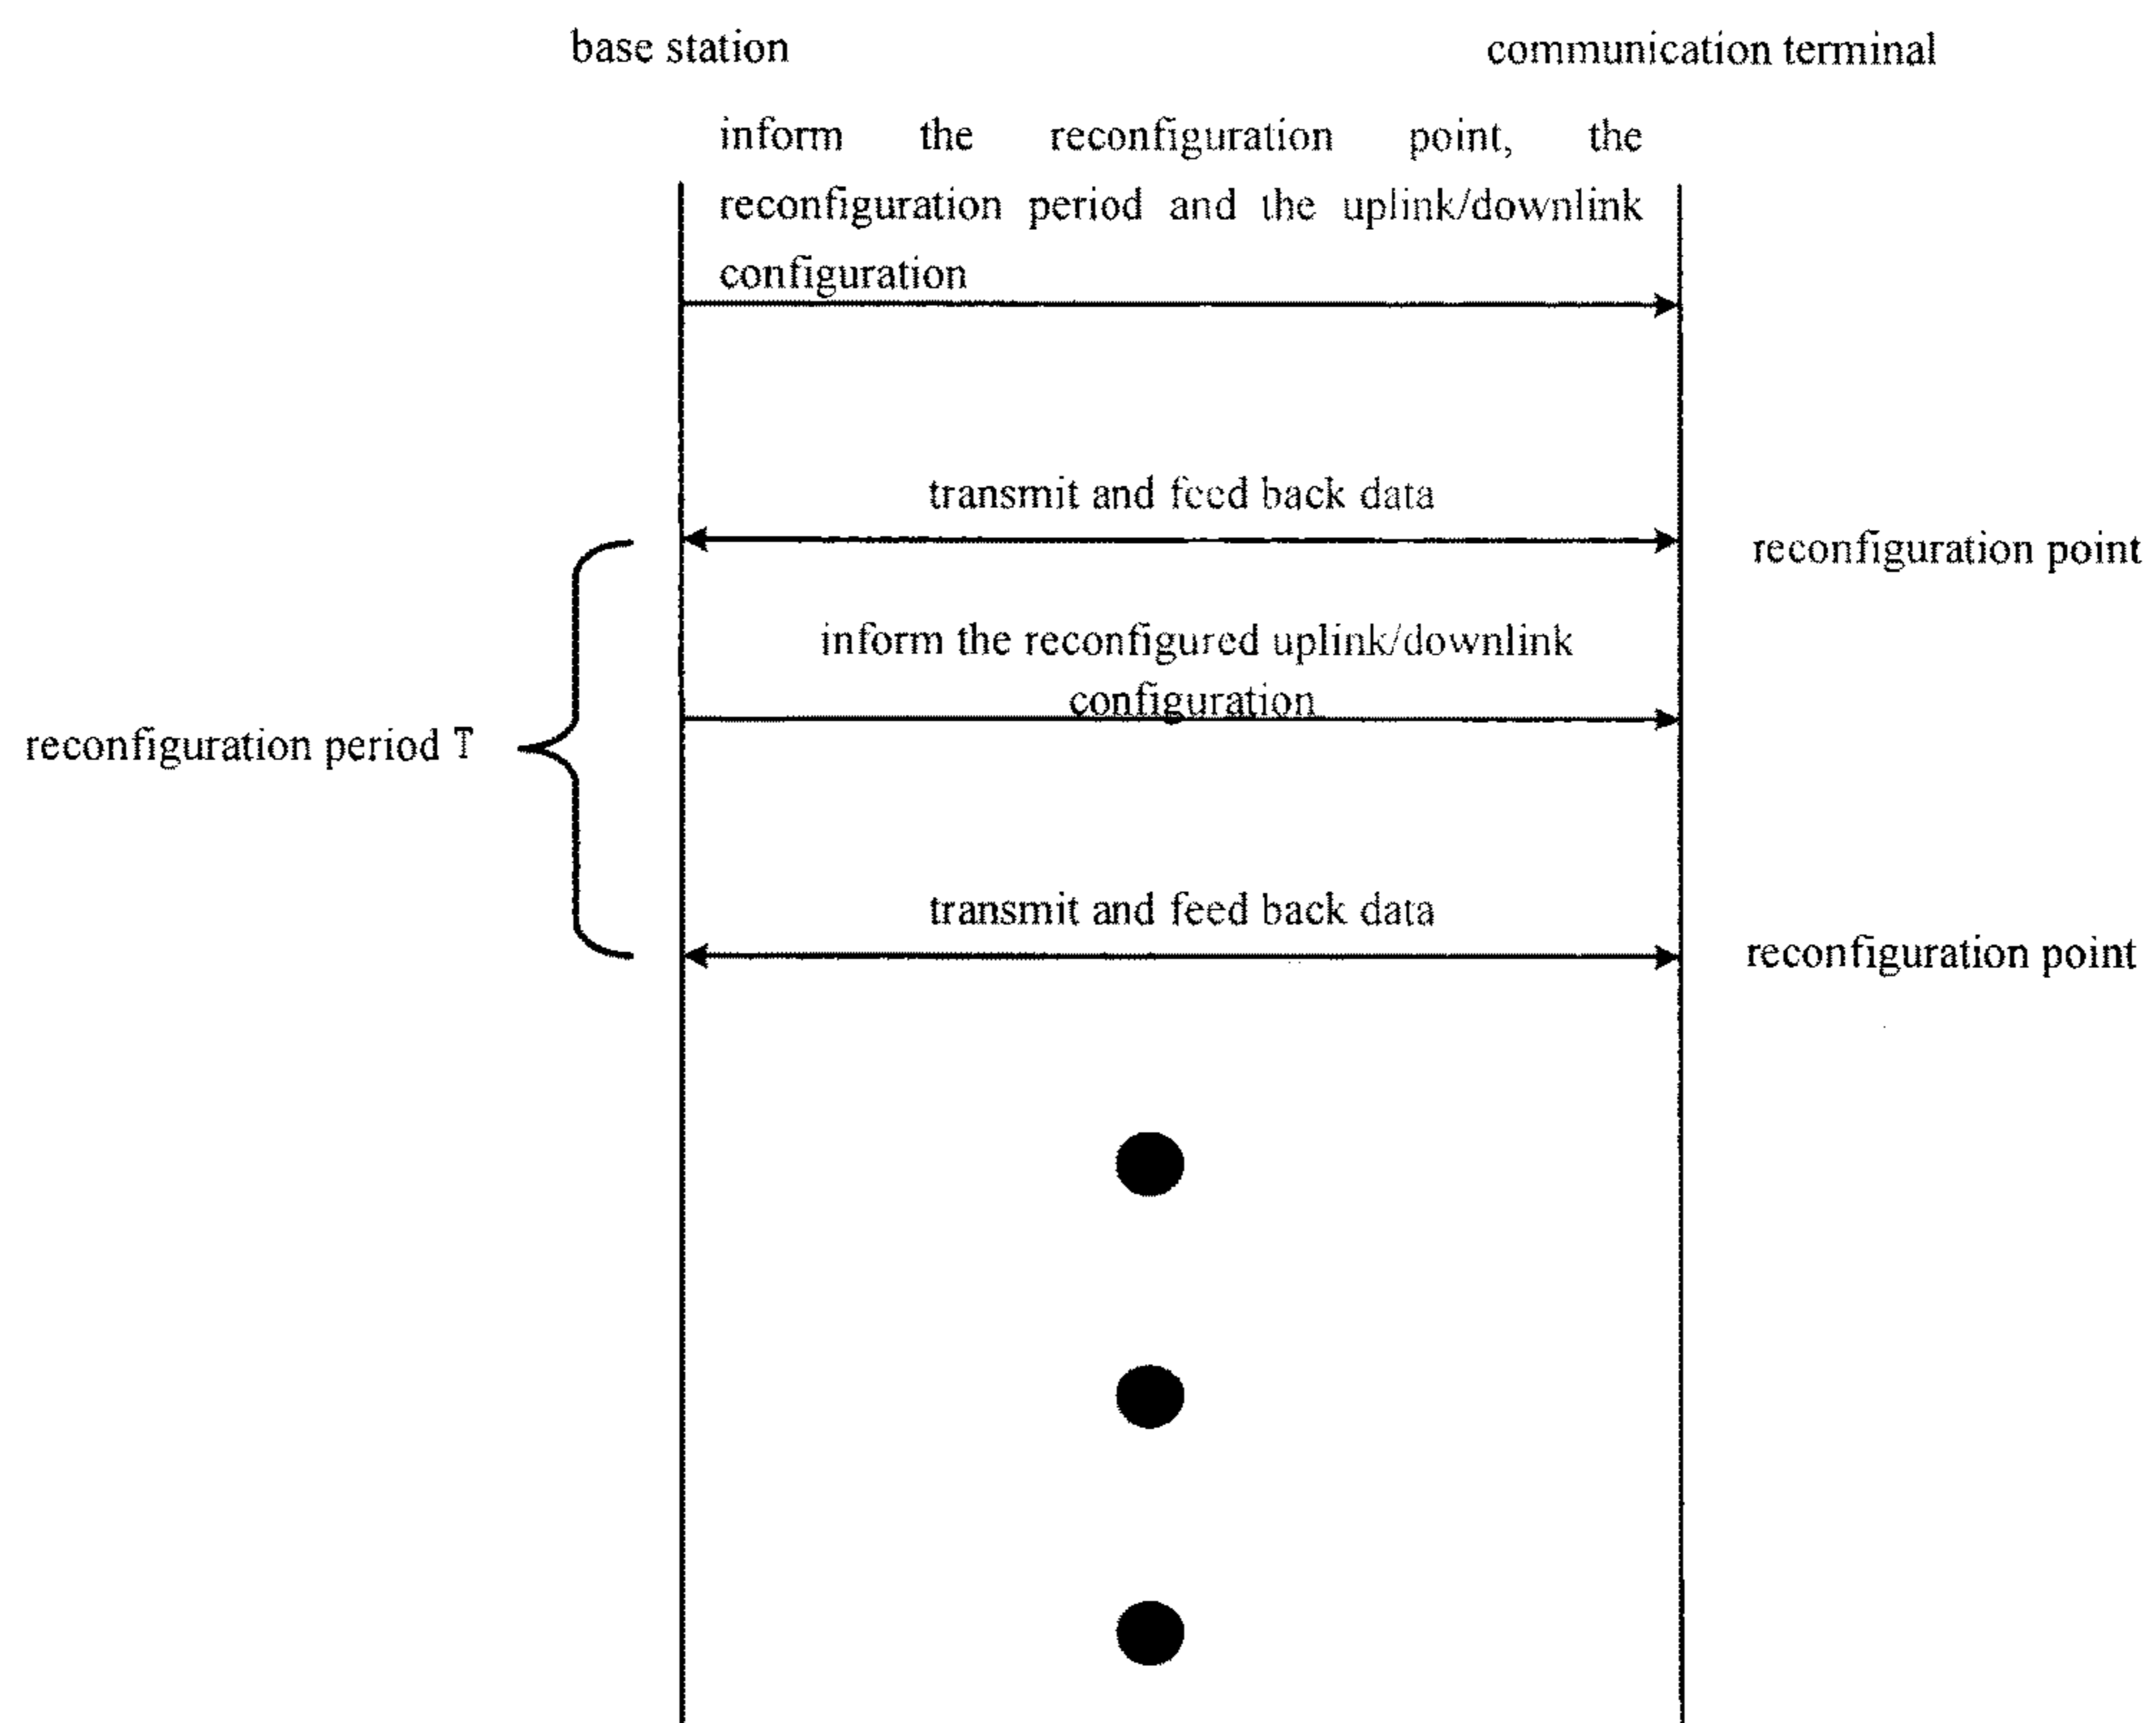 base station
communication terminal
inform the reconfiguration point, the
reconfiguration period and the uplink/downlink
configuration
transmit and feed back data
reconfiguration point
inform the reconfigured uplink/downlink
configuration
reconfiguration period T
transmit and feed back data
reconfiguration point